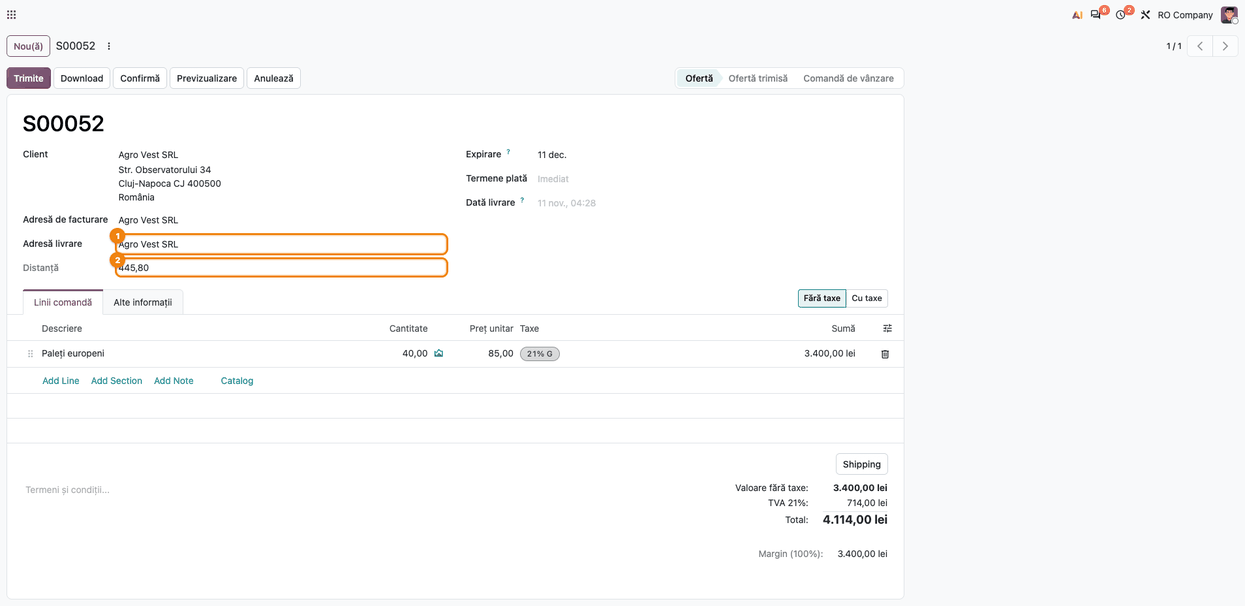 6
2
RO Company
Nou(ă)
S00052
1 / 1
Trimite
Download
Confirmă
Previzualizare
Anulează
Ofertă
Ofertă trimisă
Comandă de vânzare
S00052
Client
Agro Vest SRL
Str. Observatorului 34
Cluj-Napoca CJ 400500
România
Expirare ?
11 dec.
Termene plată
Imediat
Dată livrare ?
11 nov., 04:28
Adresă de facturare
Agro Vest SRL
1
Adresă livrare
Agro Vest SRL
2
Distanță
445,80
Linii comandă
Alte informații
Fără taxe
Cu taxe
Descriere
Cantitate
Preț unitar
Taxe
Sumă
Paleți europeni
40,00
85,00
21% G
3.400,00 lei
Add Line
Add Section
Add Note
Catalog
Shipping
Termeni și condiții...
Valoare fără taxe:
3.400,00 lei
TVA 21%:
714,00 lei
Total:
4.114,00 lei
Margin (100%):
3.400,00 lei